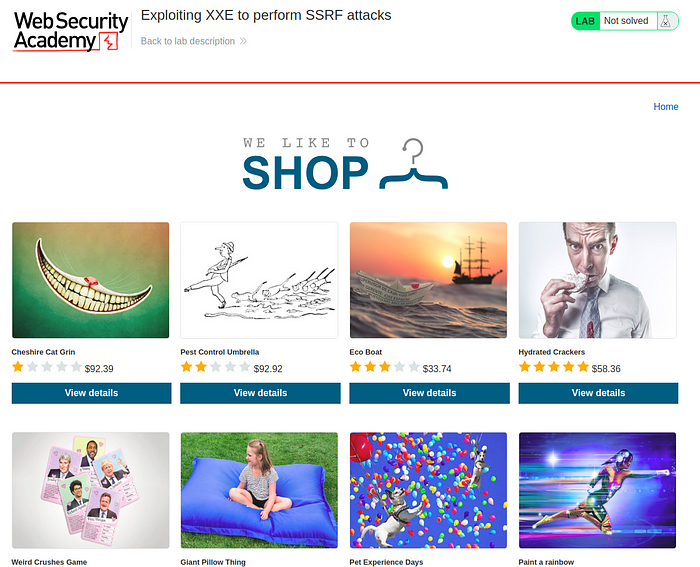 Web Security
Academy
Exploiting XXE to perform SSRF attacks
Back to lab description
LAB Not solved
Home
WE LIKE TO
SHOP
Cheshire Cat Grin
$92.39
View details
Pest Control Umbrella
$92.92
View details
Eco Boat
$33.74
View details
Hydrated Crackers
$58.36
View details
Weird Crushes Game
Giant Pillow Thing
Pet Experience Days
Paint a rainbow